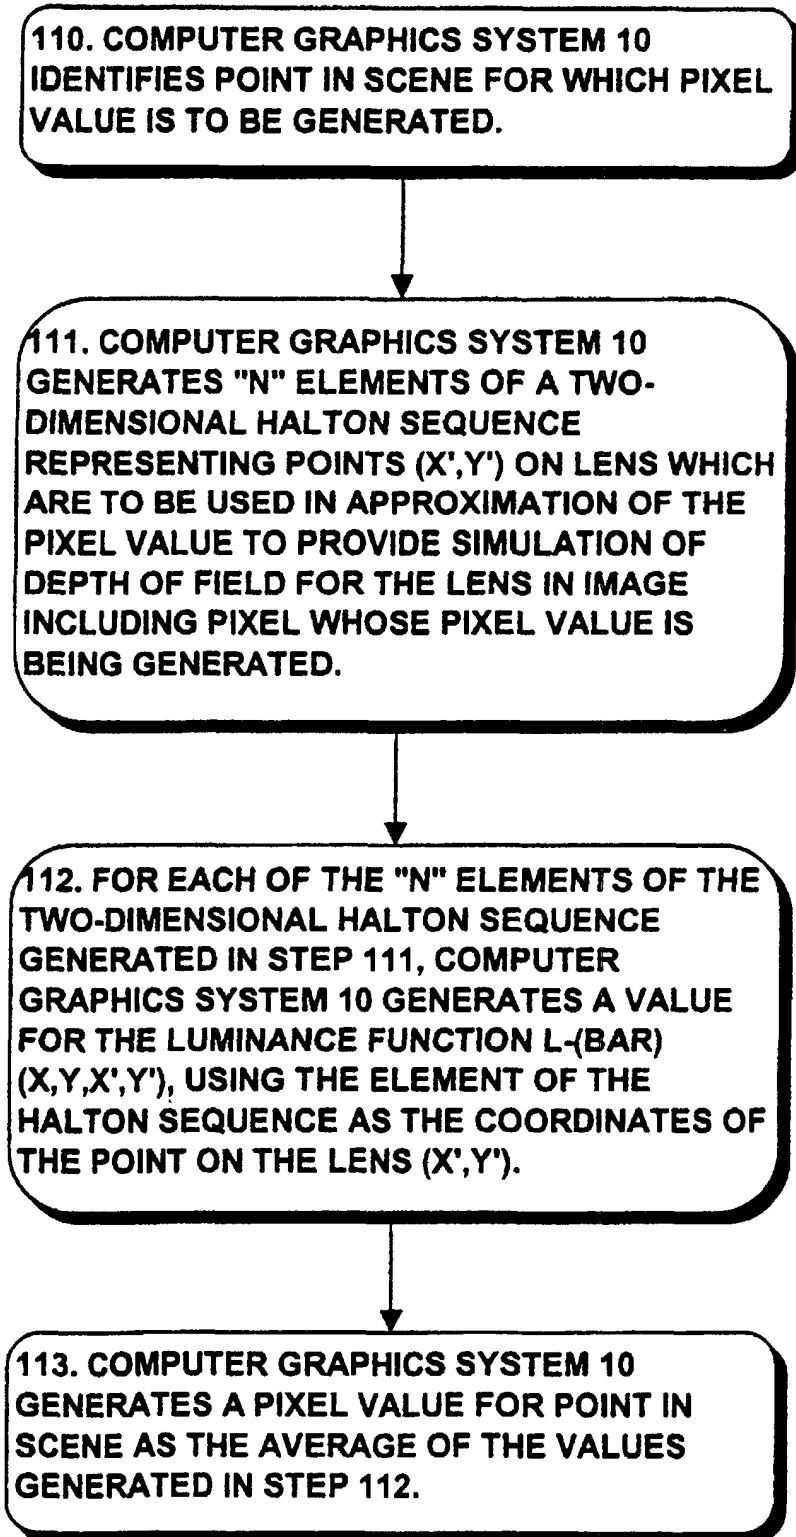 110. COMPUTER GRAPHICS SYSTEM 10
IDENTIFIES POINT IN SCENE FOR WHICH PIXEL
VALUE IS TO BE GENERATED.
111. COMPUTER GRAPHICS SYSTEM 10
GENERATES "N" ELEMENTS OF A TWO-
DIMENSIONAL HALTON SEQUENCE
REPRESENTING POINTS (X',Y') ON LENS WHICH
ARE TO BE USED IN APPROXIMATION OF THE
PIXEL VALUE TO PROVIDE SIMULATION OF
DEPTH OF FIELD FOR THE LENS IN IMAGE
INCLUDING PIXEL WHOSE PIXEL VALUE IS
BEING GENERATED.
112. FOR EACH OF THE "N" ELEMENTS OF THE
TWO-DIMENSIONAL HALTON SEQUENCE
GENERATED IN STEP 111, COMPUTER
GRAPHICS SYSTEM 10 GENERATES A VALUE
FOR THE LUMINANCE FUNCTION L-(BAR)
(X,Y,X',Y'), USING THE ELEMENT OF THE
HALTON SEQUENCE AS THE COORDINATES OF
THE POINT ON THE LENS (X',Y').
113. COMPUTER GRAPHICS SYSTEM 10
GENERATES A PIXEL VALUE FOR POINT IN
SCENE AS THE AVERAGE OF THE VALUES
GENERATED IN STEP 112.